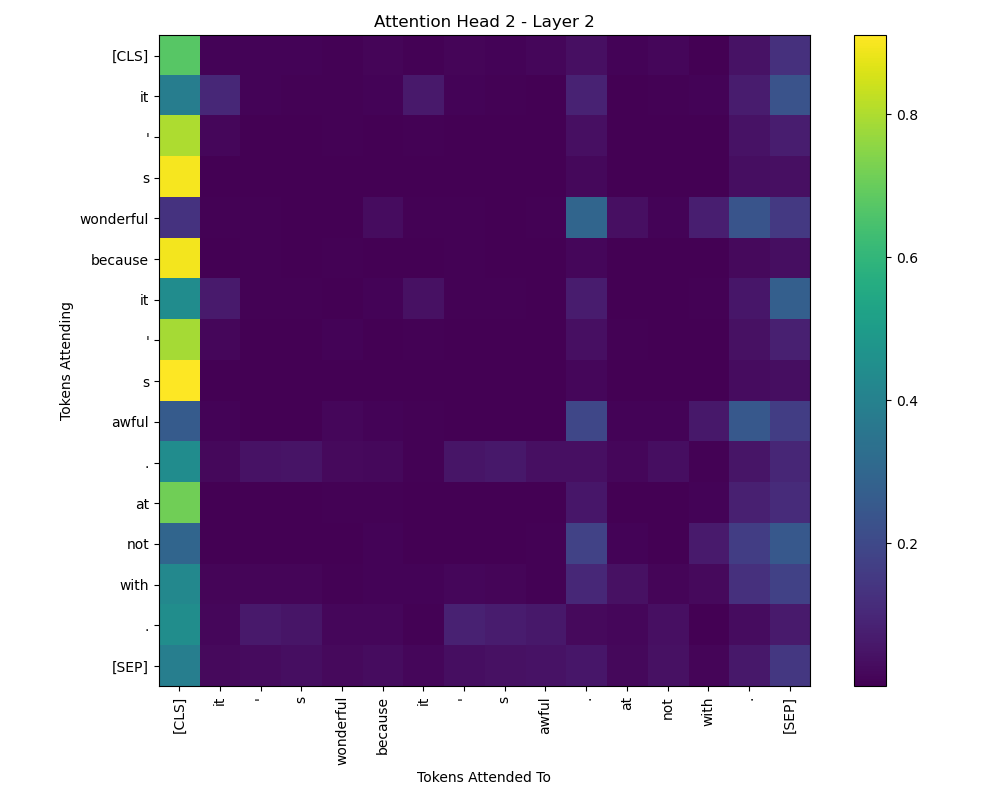 Attention Head 2 - Layer 2
Tokens Attending
[CLS]
it
'
s
wonderful
because
it
'
s
awful
.
at
not
with
.
[SEP]
[CLS]
it
'
s
wonderful
because
it
'
s
awful
.
at
not
with
.
[SEP]
Tokens Attended To
0.8
0.6
0.4
0.2